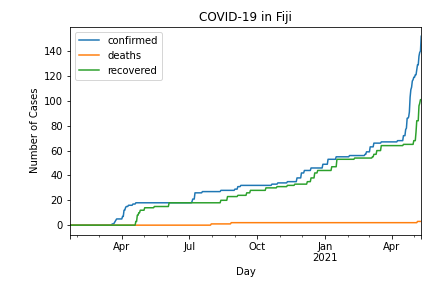 COVID-19 in Fiji
confirmed
deaths
recovered
Number of Cases
140
120
100
80
60
40
20
0
Apr
Jul
Oct
Jan
2021
Apr
Day